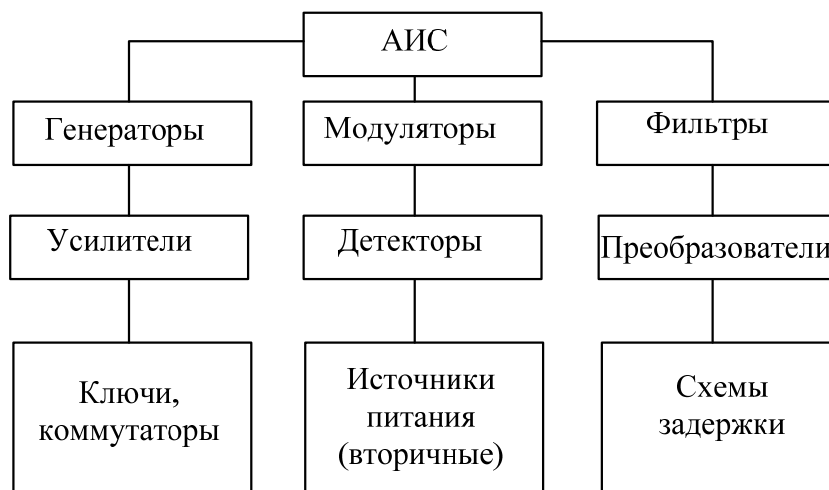 АИС
Генераторы
Модуляторы
Фильтры
Усилители
Детекторы
Преобразователи
Ключи,
коммутаторы
Источники
питания
(вторичные)
Схемы
задержки